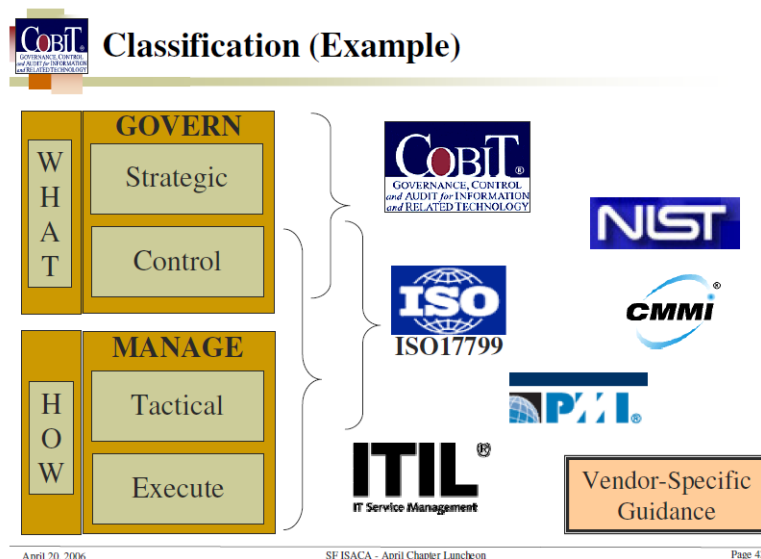 COBIT®
GOVERNANCE, CONTROL
and AUDIT for INFORMATION
and RELATED TECHNOLOGY
Classification (Example)
WHAT
GOVERN
Strategic
Control
HOW
MANAGE
Tactical
Execute
COBIT®
GOVERNANCE, CONTROL
and AUDIT for INFORMATION
and RELATED TECHNOLOGY
NIST
ISO
ISO17799
CMMi®
PMI®
ITIL®
IT Service Management
Vendor-Specific
Guidance
April 20, 2006
SF ISACA - April Chapter Luncheon